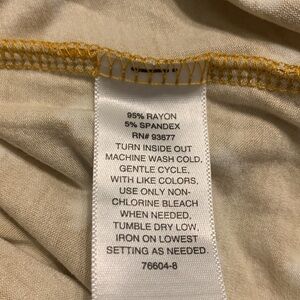 95% RAYON
5% SPANDEX
RN# 93677
TURN INSIDE OUT
MACHINE WASH COLD,
GENTLE CYCLE,
WITH LIKE COLORS,
USE ONLY NON-
CHLORINE BLEACH
WHEN NEEDED,
TUMBLE DRY LOW,
IRON ON LOWEST
SETTING AS NEEDED.
76604-8